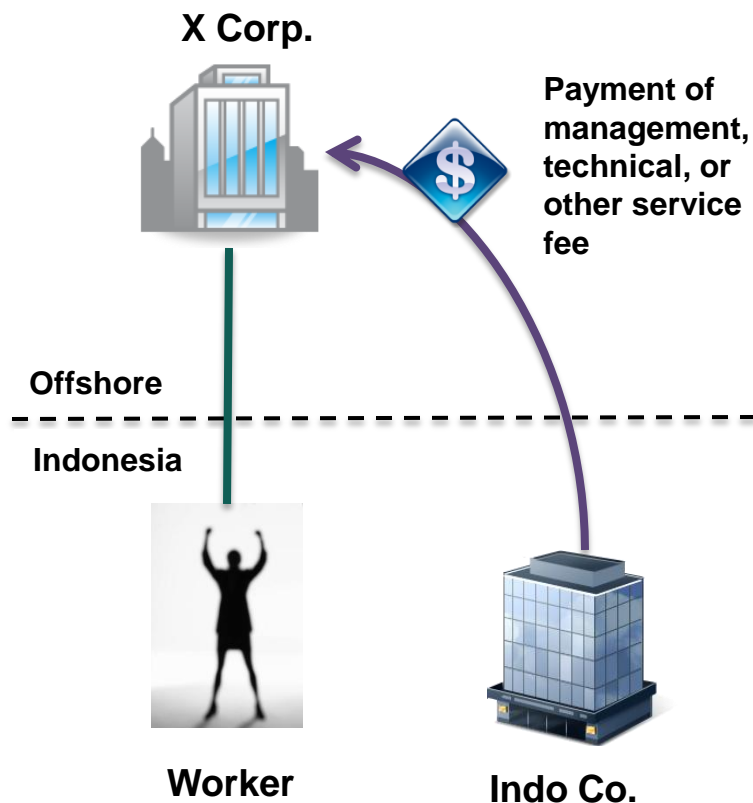 X Corp.
Payment of
management,
technical, or
other service
fee
$
Offshore
Indonesia
Worker
Indo Co.